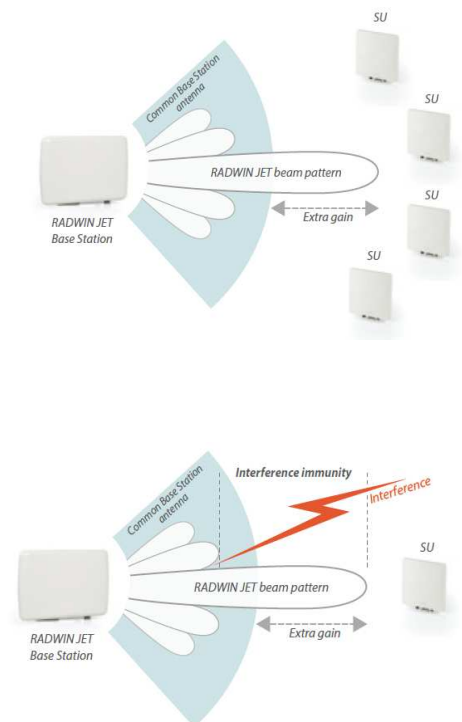 SU
Common Base Station
antenna
SU
RADWIN JET beam pattern
SU
Extra gain
RADWIN JET
Base Station
SU
Interference immunity
Interference
Common Base Station
antenna
SU
RADWIN JET beam pattern
Extra gain
RADWIN JET
Base Station